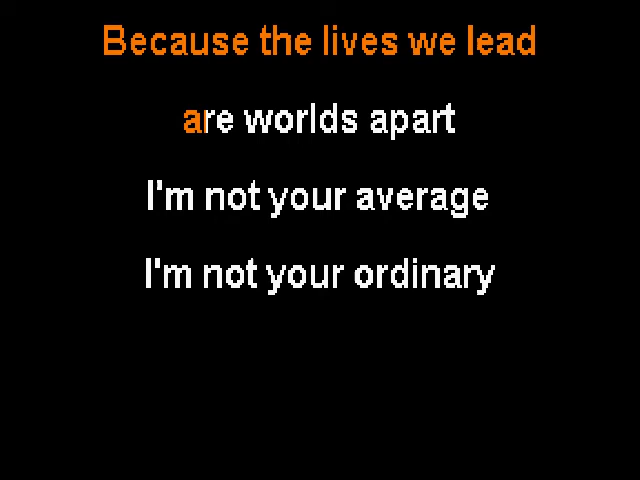 Because the lives we lead
are worlds apart
I'm not your average
I'm not your ordinary